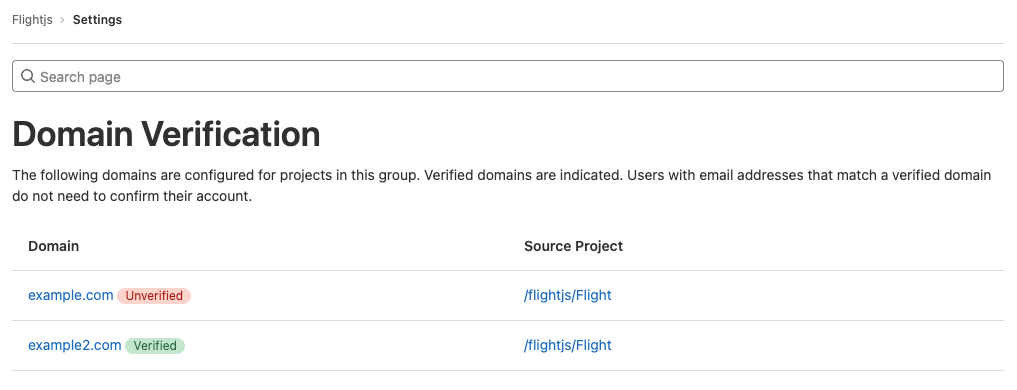 Flightjs > Settings
Search page
Domain Verification
The following domains are configured for projects in this group. Verified domains are indicated. Users with email addresses that match a verified domain
do not need to confirm their account.
Domain Source Project
example.com Unverified /flightjs/Flight
example2.com Verified /flightjs/Flight